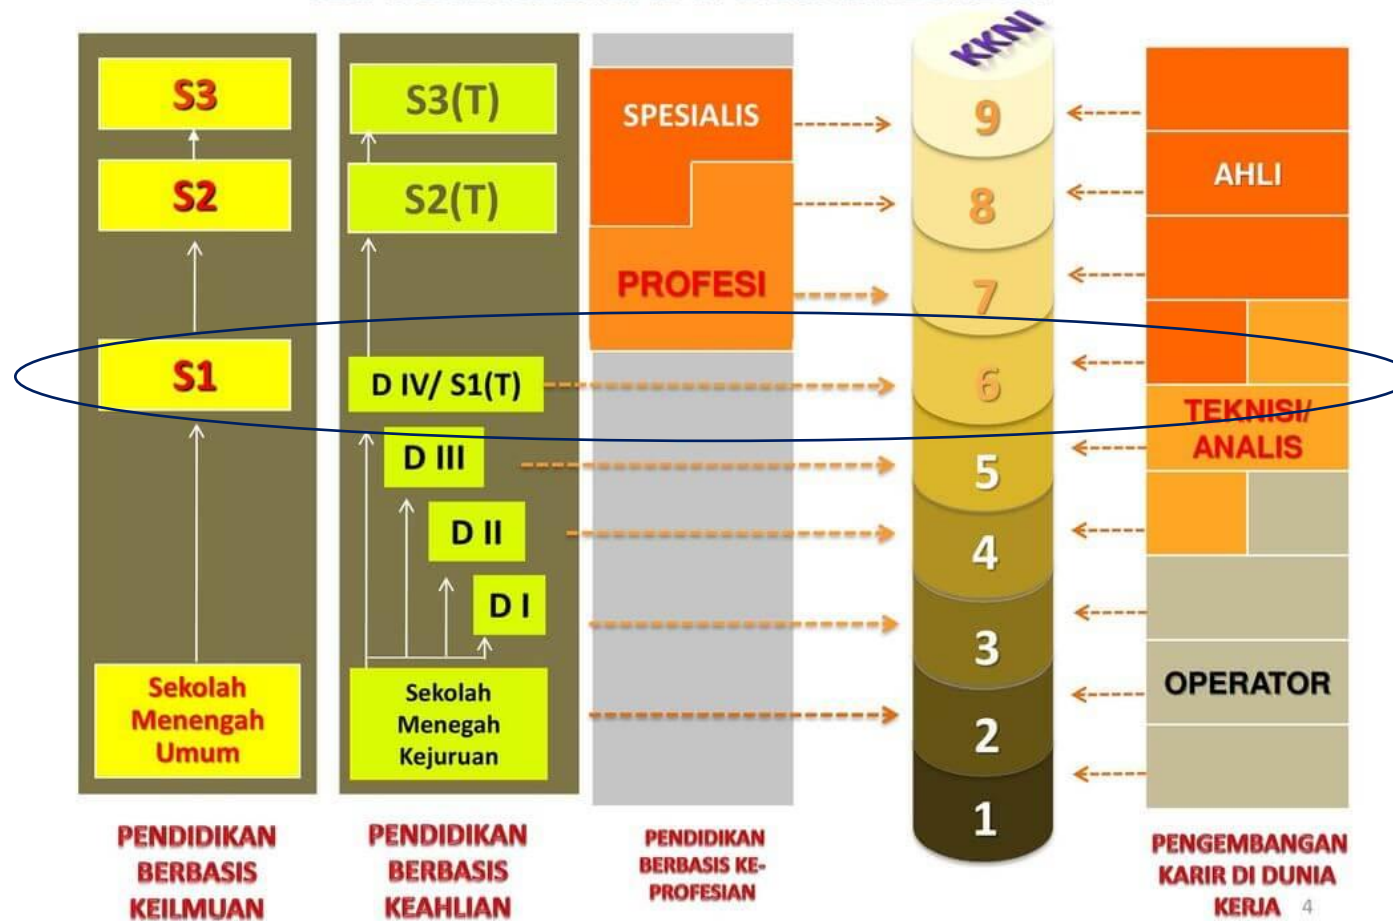 S3
S2
S1
Sekolah
Menengah
Umum
PENDIDIKAN
BERBASIS
KEILMUAN
S3(T)
S2(T)
D IV/ S1(T)
D III
D II
D I
Sekolah
Menegah
Kejuruan
PENDIDIKAN
BERBASIS
KEAHLIAN
SPESIALIS
PROFESI
PENDIDIKAN
BERBASIS KE-
PROFESIAN
KKNI
9
8
7
6
5
4
3
2
1
AHLI
TEKNISI/
ANALIS
OPERATOR
PENGEMBANGAN
KARIR DI DUNIA
KERJA
4